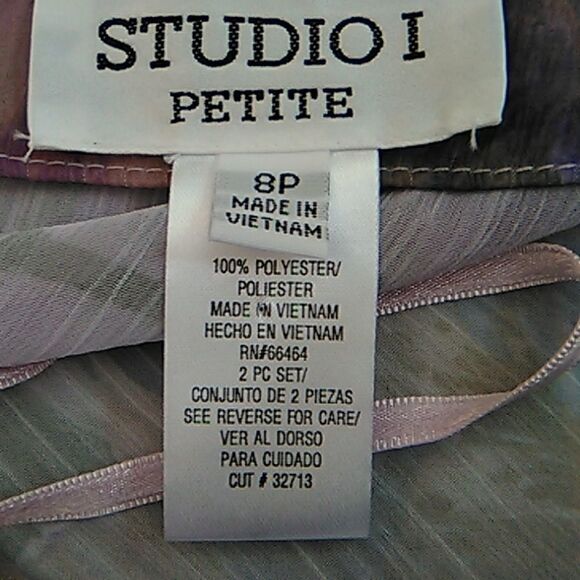 STUDIO I
PETITE
8P
MADE IN
VIETNAM
100% POLYESTER/
POLIESTER
MADE IN VIETNAM
HECHO EN VIETNAM
RN#66464
2 PC SET/
CONJUNTO DE 2 PIEZAS
SEE REVERSE FOR CARE/
VER AL DORSO
PARA CUIDADO
CUT # 32713